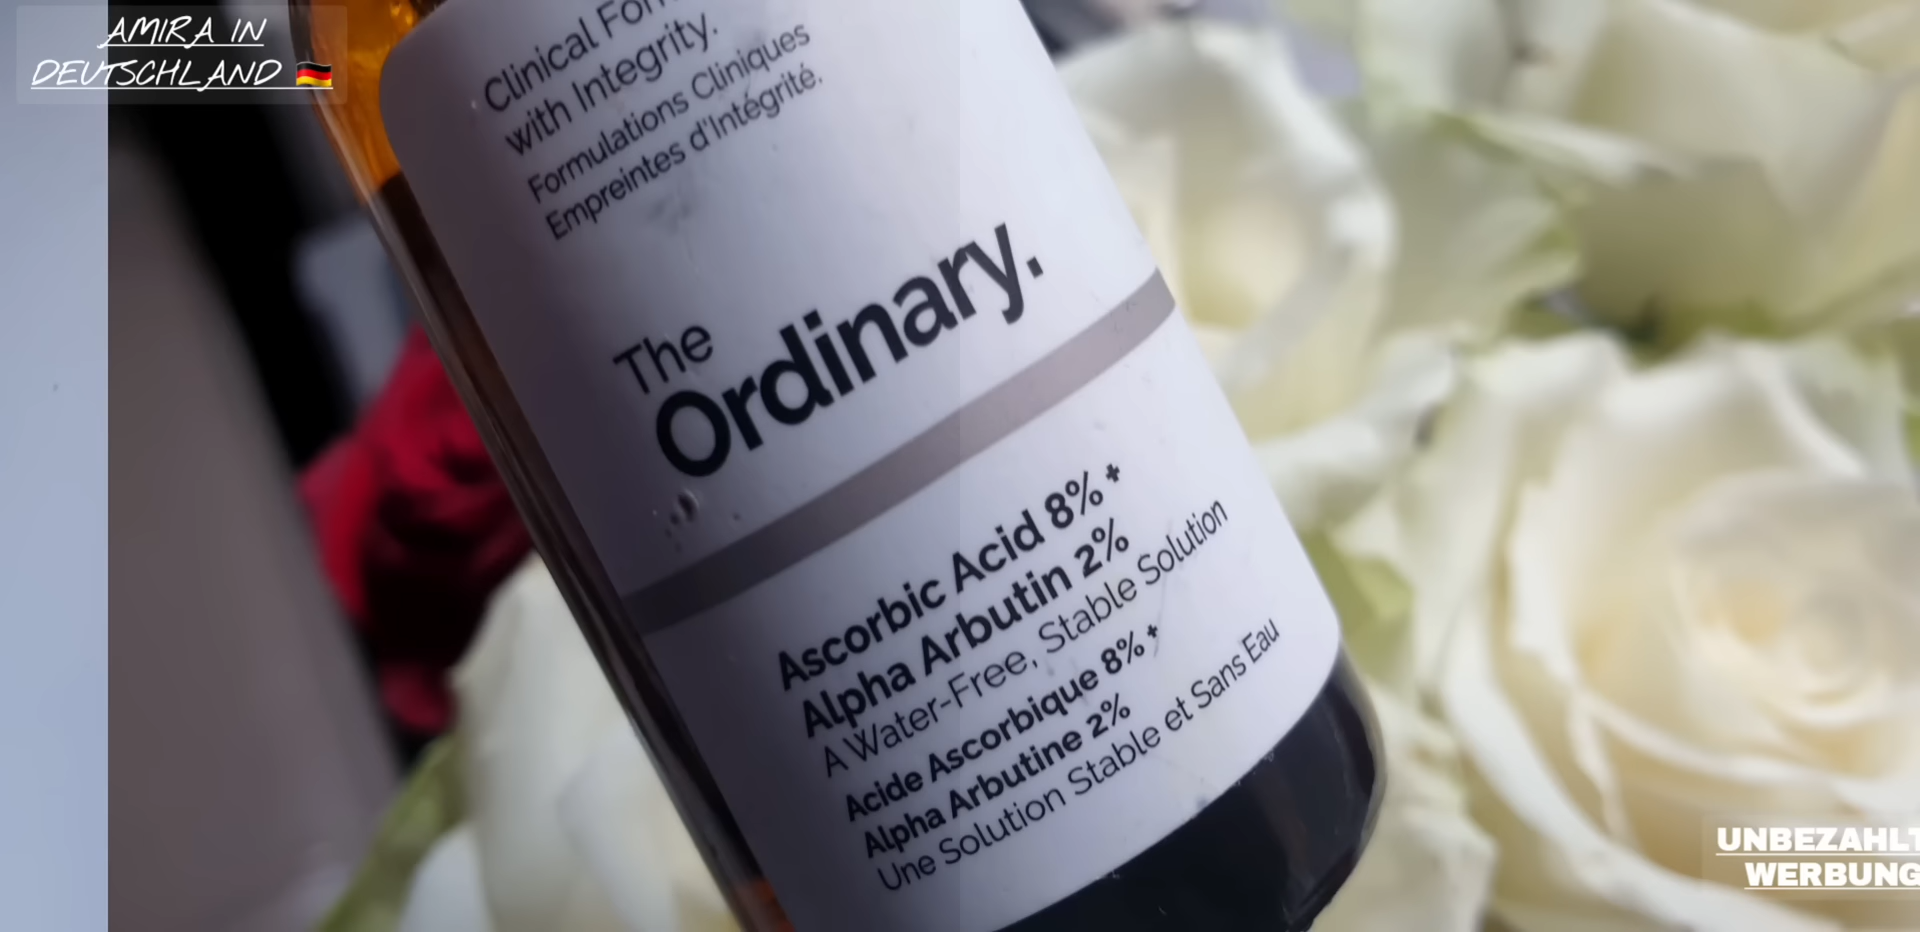 AMIRA IN
DEUTSCHLAND 🇩🇪
Clinical
with Integrity.
Formulations Cliniques
Empreintes d'Intégrité.
The
Ordinary.
Ascorbic Acid 8% +
Alpha Arbutin 2%
A Water-Free, Stable Solution
Acide Ascorbique 8% +
Alpha Arbutine 2%
Une Solution Stable et Sans Eau
UNBEZAHLT
WERBUNG